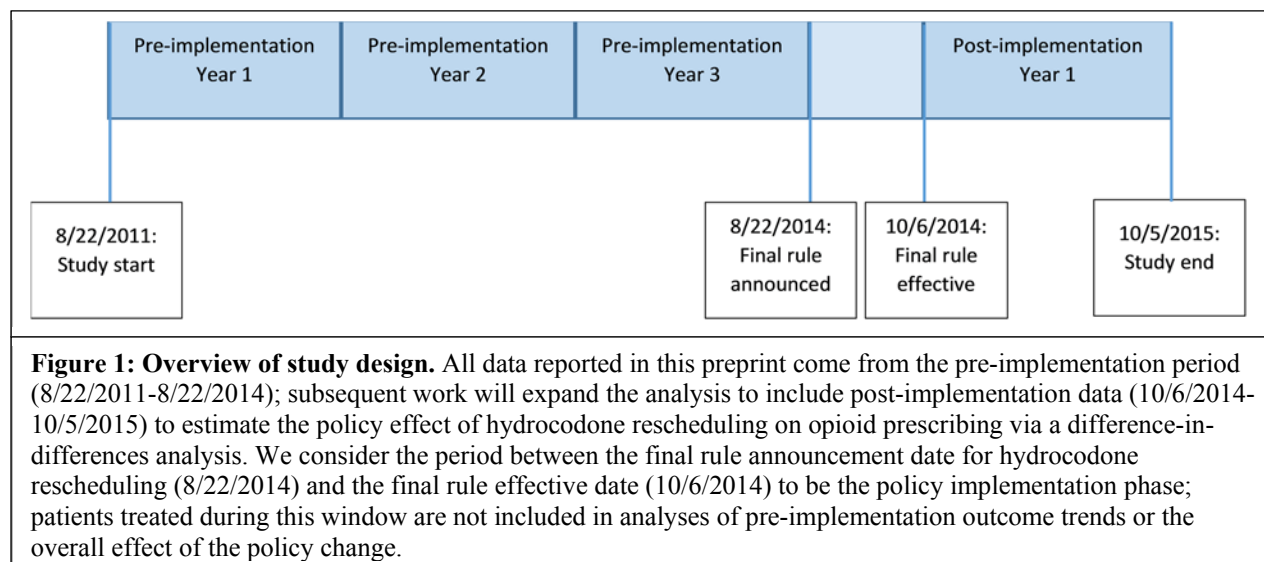 Pre-implementation
Year 1
Pre-implementation
Year 2
Pre-implementation
Year 3
Post-implementation
Year 1
8/22/2011:
Study start
8/22/2014:
Final rule
announced
10/6/2014:
Final rule
effective
10/5/2015:
Study end
Figure 1: Overview of study design. All data reported in this preprint come from the pre-implementation period
(8/22/2011-8/22/2014); subsequent work will expand the analysis to include post-implementation data (10/6/2014-
10/5/2015) to estimate the policy effect of hydrocodone rescheduling on opioid prescribing via a difference-in-
differences analysis. We consider the period between the final rule announcement date for hydrocodone
rescheduling (8/22/2014) and the final rule effective date (10/6/2014) to be the policy implementation phase;
patients treated during this window are not included in analyses of pre-implementation outcome trends or the
overall effect of the policy change.